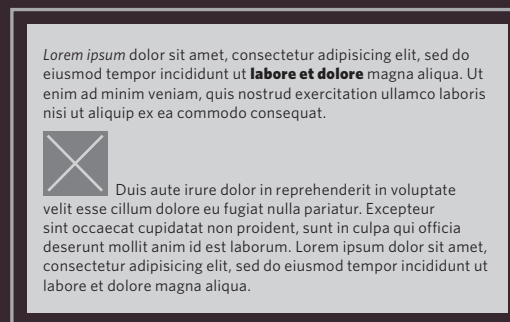 Lorem ipsum dolor sit amet, consectetur adipisicing elit, sed do
eiusmod tempor incididunt ut labore et dolore magna aliqua. Ut
enim ad minim veniam, quis nostrud exercitation ullamco laboris
nisi ut aliquip ex ea commodo consequat.
Duis aute irure dolor in reprehenderit in voluptate
velit esse cillum dolore eu fugiat nulla pariatur. Excepteur
sint occaecat cupidatat non proident, sunt in culpa qui officia
deserunt mollit anim id est laborum. Lorem ipsum dolor sit amet,
consectetur adipisicing elit, sed do eiusmod tempor incididunt ut
labore et dolore magna aliqua.